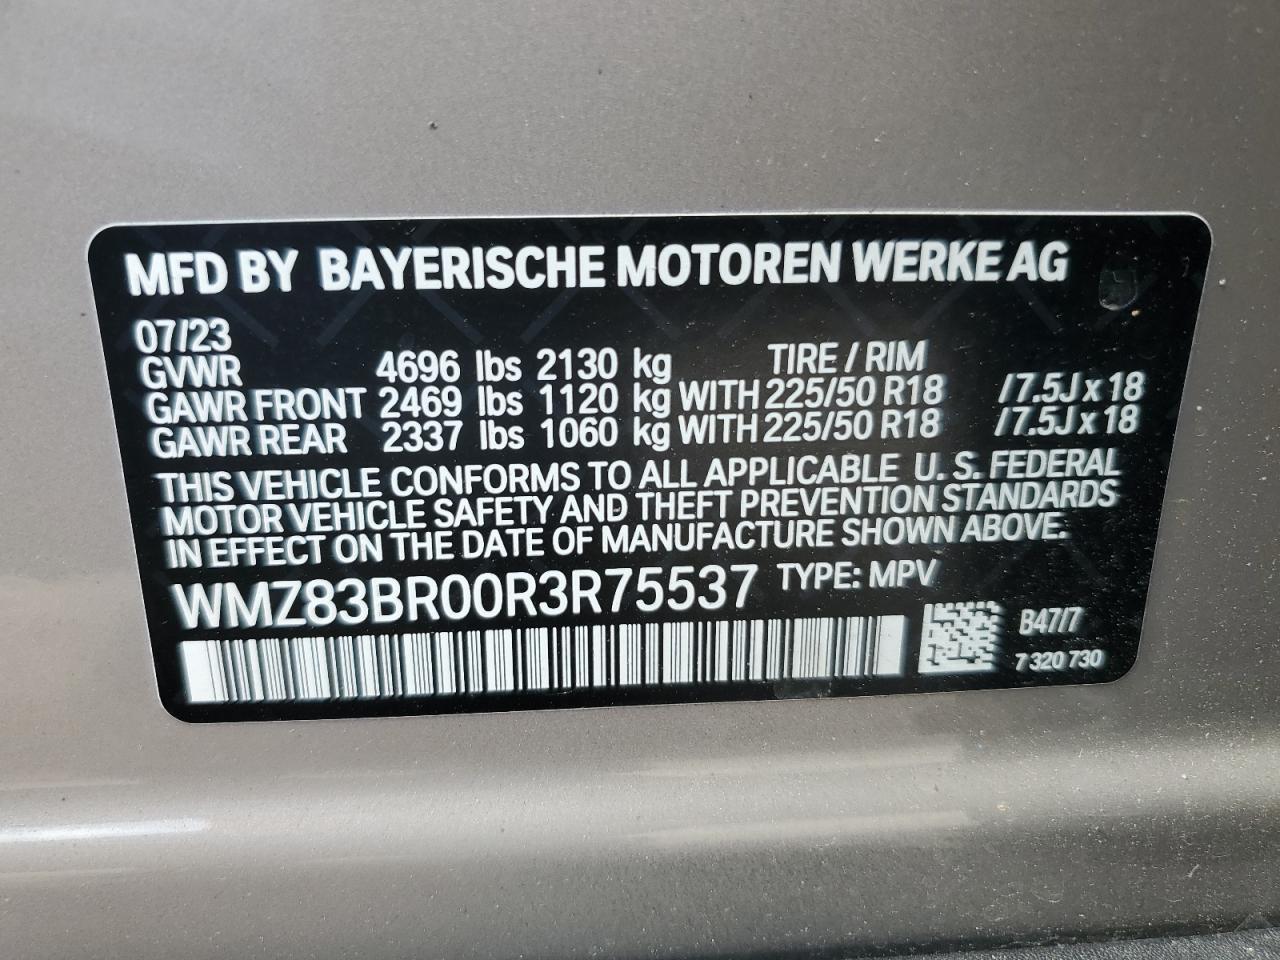 MFD BY BAYERISCHE MOTOREN WERKE AG
07/23
GVWR 4696 lbs 2130 kg TIRE / RIM
GAWR FRONT 2469 lbs 1120 kg WITH 225/50 R18 /7.5J x 18
GAWR REAR 2337 lbs 1060 kg WITH 225/50 R18 /7.5J x 18
THIS VEHICLE CONFORMS TO ALL APPLICABLE U. S. FEDERAL
MOTOR VEHICLE SAFETY AND THEFT PREVENTION STANDARDS
IN EFFECT ON THE DATE OF MANUFACTURE SHOWN ABOVE.
WMZ83BR00R3R75537 TYPE: MPV
B47/7
7 320 730